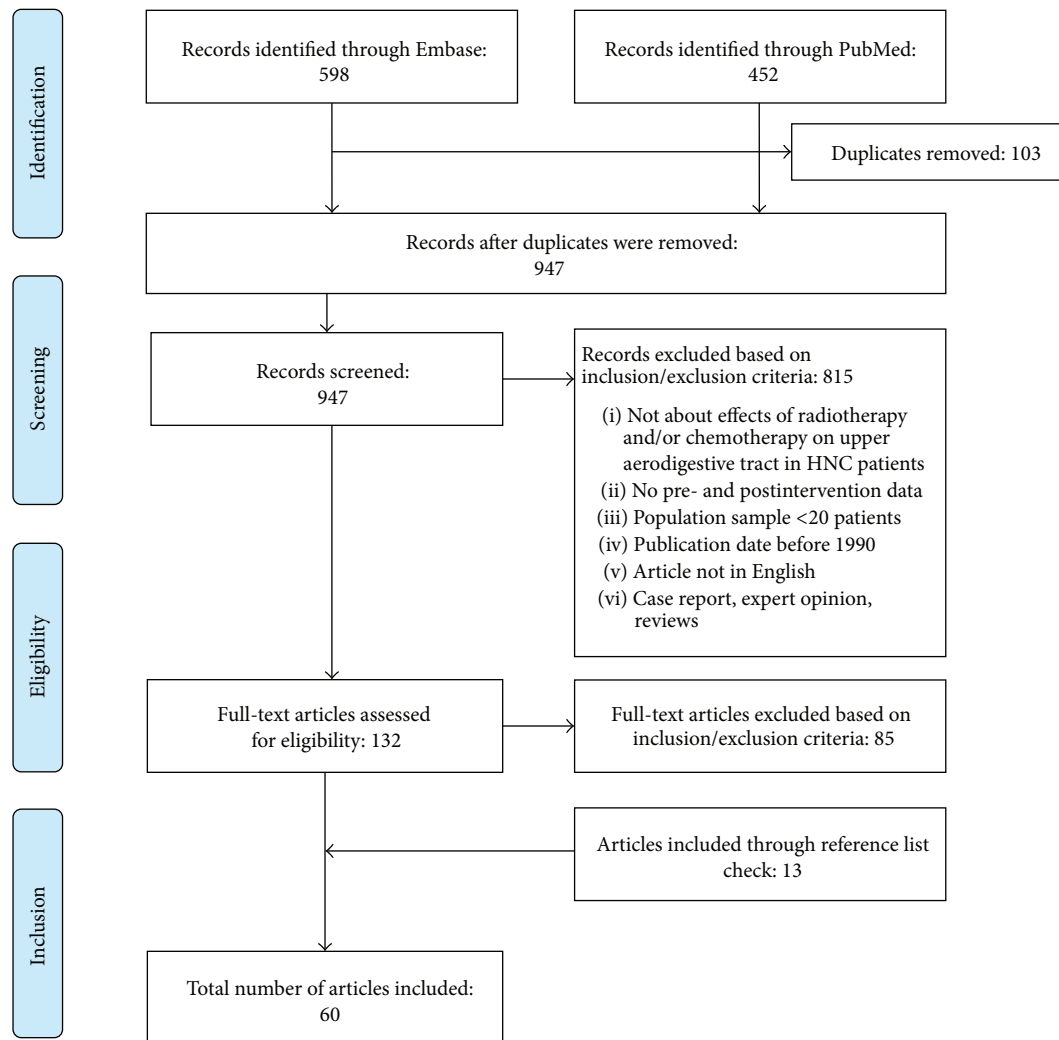 Identification
Records identified through Embase:
598
Records identified through PubMed:
452
Duplicates removed: 103
Records after duplicates were removed:
947
Screening
Records screened:
947
Records excluded based on
inclusion/exclusion criteria: 815
(i) Not about effects of radiotherapy
and/or chemotherapy on upper
aerodigestive tract in HNC patients
(ii) No pre- and postintervention data
(iii) Population sample <20 patients
(iv) Publication date before 1990
(v) Article not in English
(vi) Case report, expert opinion,
reviews
Eligibility
Full-text articles assessed
for eligibility: 132
Full-text articles excluded based on
inclusion/exclusion criteria: 85
Inclusion
Articles included through reference list
check: 13
Total number of articles included:
60